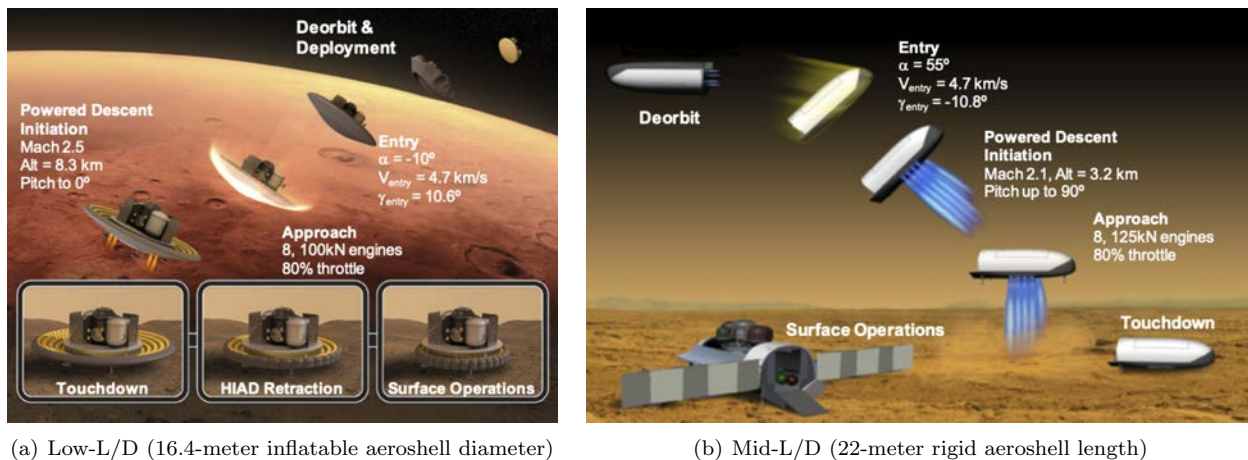 Deorbit &
Deployment
Powered Descent
Initiation
Mach 2.5
Alt = 8.3 km
Pitch to 0º
Entry
α = -10º
Ventry = 4.7 km/s
γentry = 10.6º
Approach
8, 100kN engines
80% throttle
Touchdown
HIAD Retraction
Surface Operations
(a) Low-L/D (16.4-meter inflatable aeroshell diameter)
Deorbit
Entry
α = 55º
Ventry = 4.7 km/s
γentry = -10.8º
Powered Descent
Initiation
Mach 2.1, Alt = 3.2 km
Pitch up to 90º
Approach
8, 125kN engines
80% throttle
Surface Operations
Touchdown
(b) Mid-L/D (22-meter rigid aeroshell length)